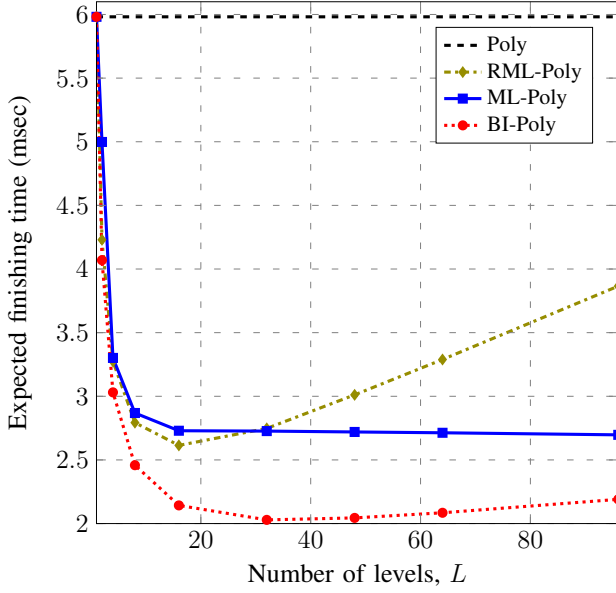 6
5.5
5
4.5
4
3.5
3
2.5
2
20
40
60
80
Expected finishing time (msec)
Number of levels, L
Poly
RML-Poly
ML-Poly
BI-Poly